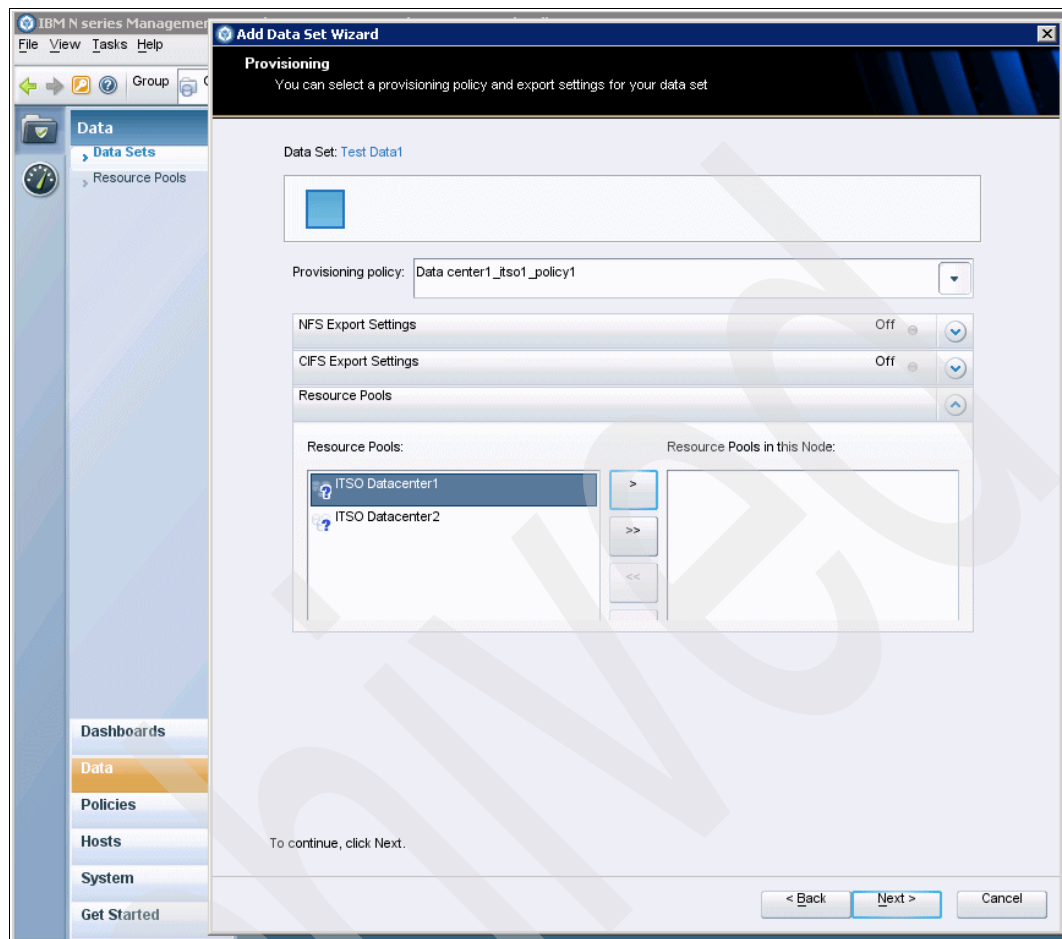 IBM N series Manageme
Add Data Set Wizard
File View Tasks Help
Provisioning
You can select a provisioning policy and export settings for your data set
Group
Data
Data Sets
Resource Pools
Data Set: Test Data1
Provisioning policy: Data center1_itso1_policy1
NFS Export Settings Off
CIFS Export Settings Off
Resource Pools
Resource Pools: Resource Pools in this Node:
ITSO Datacenter1 >
ITSO Datacenter2
>>
<<
Dashboards
Data
Policies
Hosts
To continue, click Next.
System
< Back Next > Cancel
Get Started